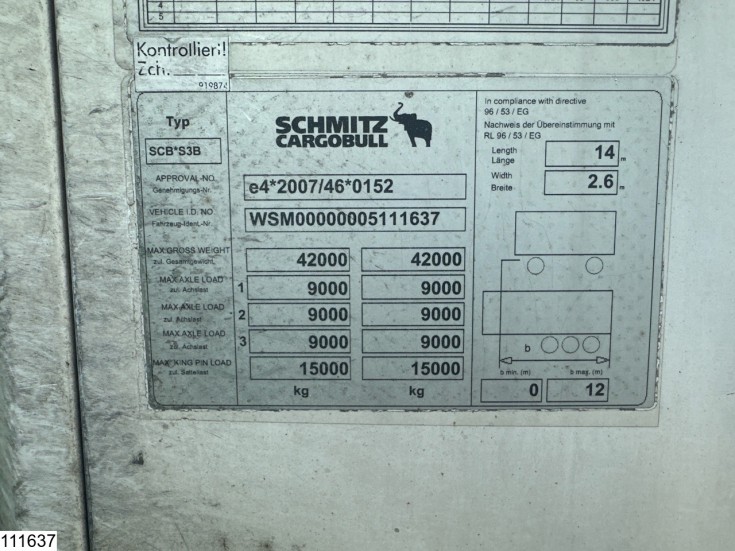 4
5
Kontrollier!
Zch.
919872
Typ
SCB*S3B
SCHMITZ
CARGOBULL
In compliance with directive
96 / 53 / EG
Nachweis der Übereinstimmung mit
RL 96 / 53 / EG
Length
Länge
14 m
Width
Breite
2.6 m
APPROVAL-NO.
Genehmigungs-Nr.
e4*2007/46*0152
VEHICLE I.D. NO.
Fahrzeug-Ident.-Nr.
WSM00000005111637
MAX.GROSS WEIGHT
zul. Gesamtgewicht.
42000 42000
MAX.AXLE LOAD
zul. Achslast
1 9000 9000
MAX.AXLE LOAD
zul. Achslast
2 9000 9000
MAX.AXLE LOAD
zul. Achslast
3 9000 9000
MAX. KING PIN LOAD
zul. Sattellast
15000 15000
kg kg
b
b min. (m) b max. (m)
0 12
111637